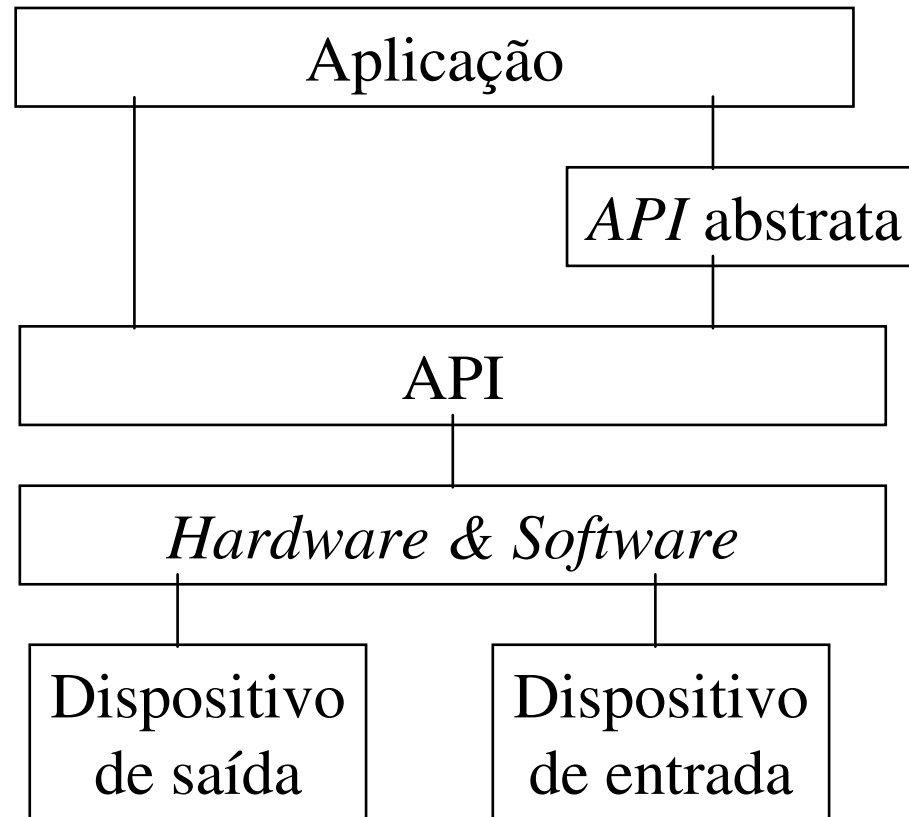 Aplicação
API abstrata
API
Hardware & Software
Dispositivo
de saída
Dispositivo
de entrada